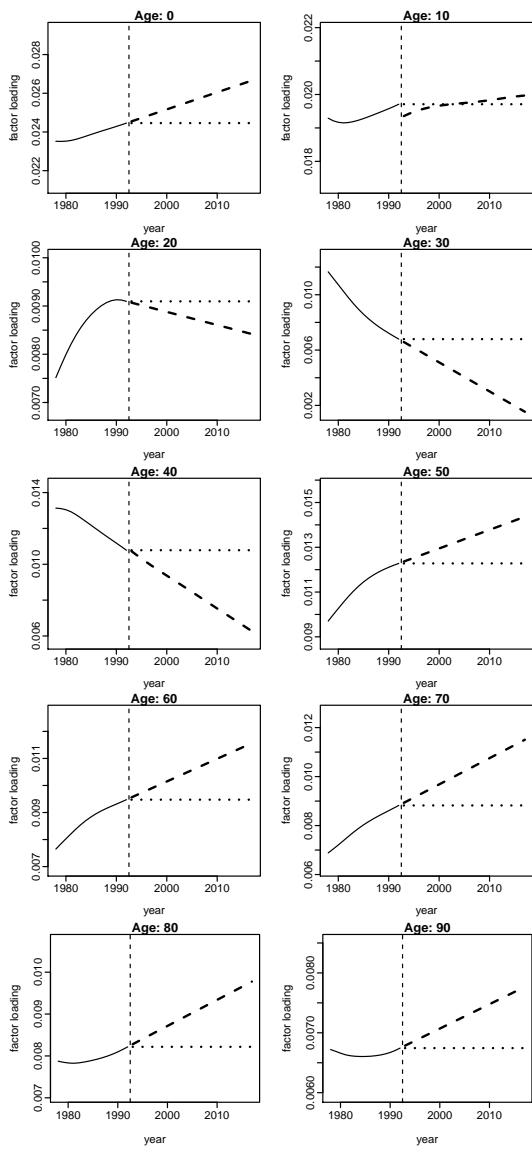 Age: 0
factor loading
0.022 0.024 0.026 0.028
1980 1990 2000 2010
year
Age: 10
factor loading
0.018 0.020 0.022
1980 1990 2000 2010
year
Age: 20
factor loading
0.0070 0.0080 0.0090 0.0100
1980 1990 2000 2010
year
Age: 30
factor loading
0.002 0.006 0.010
1980 1990 2000 2010
year
Age: 40
factor loading
0.006 0.010 0.014
1980 1990 2000 2010
year
Age: 50
factor loading
0.009 0.011 0.013 0.015
1980 1990 2000 2010
year
Age: 60
factor loading
0.007 0.009 0.011
1980 1990 2000 2010
year
Age: 70
factor loading
0.006 0.008 0.010 0.012
1980 1990 2000 2010
year
Age: 80
factor loading
0.007 0.008 0.009 0.010
1980 1990 2000 2010
year
Age: 90
factor loading
0.0060 0.0070 0.0080
1980 1990 2000 2010
year